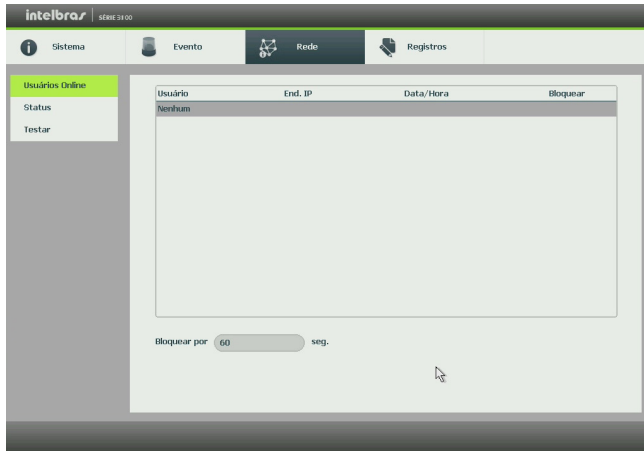 intelbras SÉRIE 3100
Sistema Evento Rede Registros
Usuários Online
Status
Testar
Usuário End. IP Data/Hora Bloquear
Nenhum
Bloquear por 60 seg.